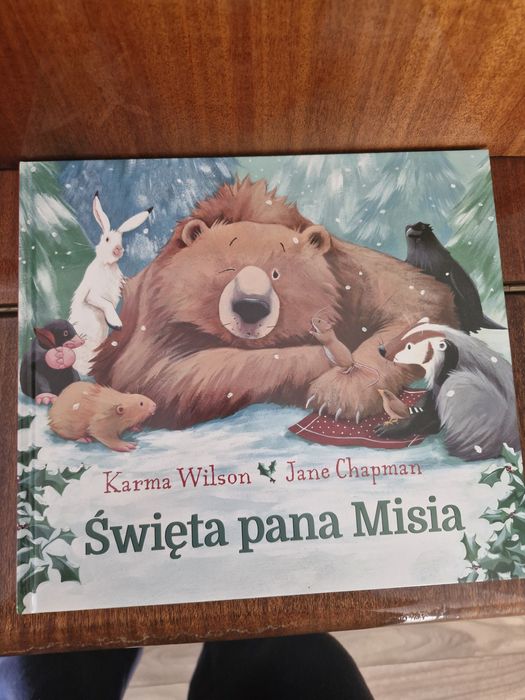 Karma Wilson Jane Chapman
Święta pana Misia